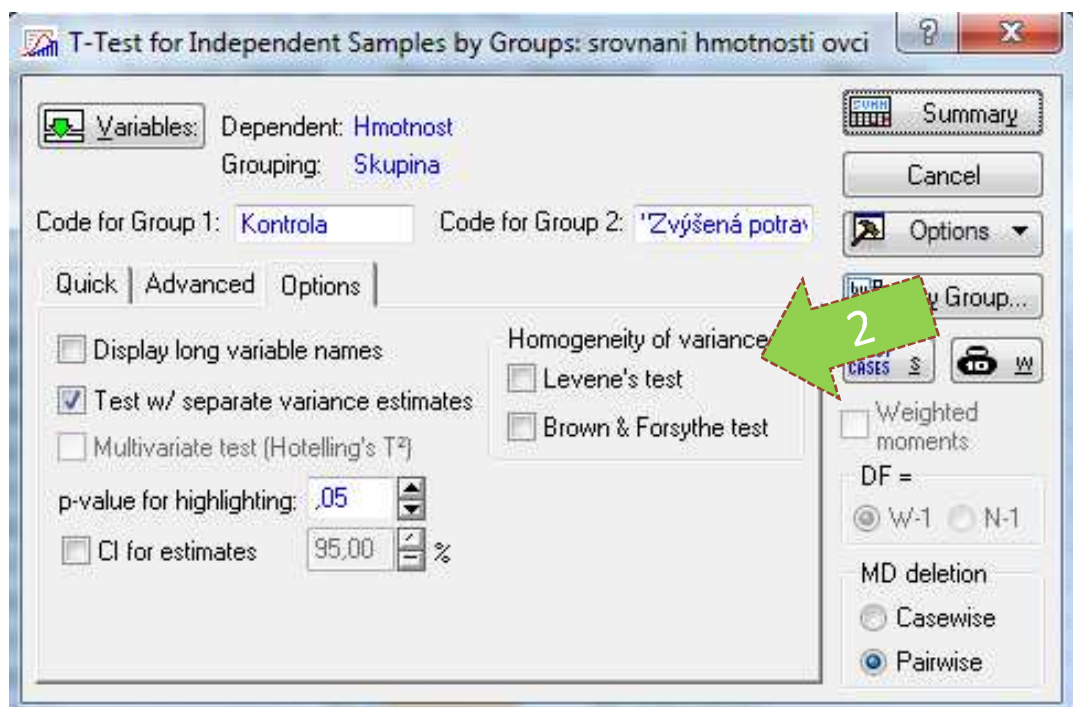 T-Test for Independent Samples by Groups: srovnani hmotnosti ovci
?
x
Variables: Dependent: Hmotnost
Grouping: Skupina
Code for Group 1: Kontrola Code for Group 2: "Zvýšená potrav
Quick Advanced Options
Display long variable names
Test w/ separate variance estimates
Multivariate test (Hotelling's T²)
p-value for highlighting: ,05
CI for estimates 95,00 %
Homogeneity of variance
Levene's test
Brown & Forsythe test
2
Summary
Cancel
Options
Group...
CASES S W
Weighted
moments
DF =
W-1 N-1
MD deletion
Casewise
Pairwise